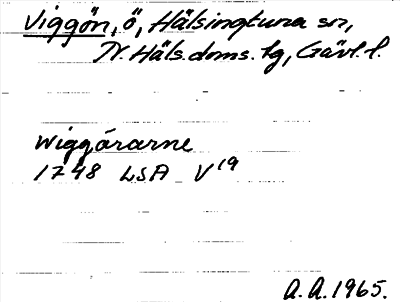 Viggön, ö, Hälsingtuna sn,
N. Häls. doms. tg, Gävl. l.
Wiggörarne
1748 LSA V19
A.A. 1965.